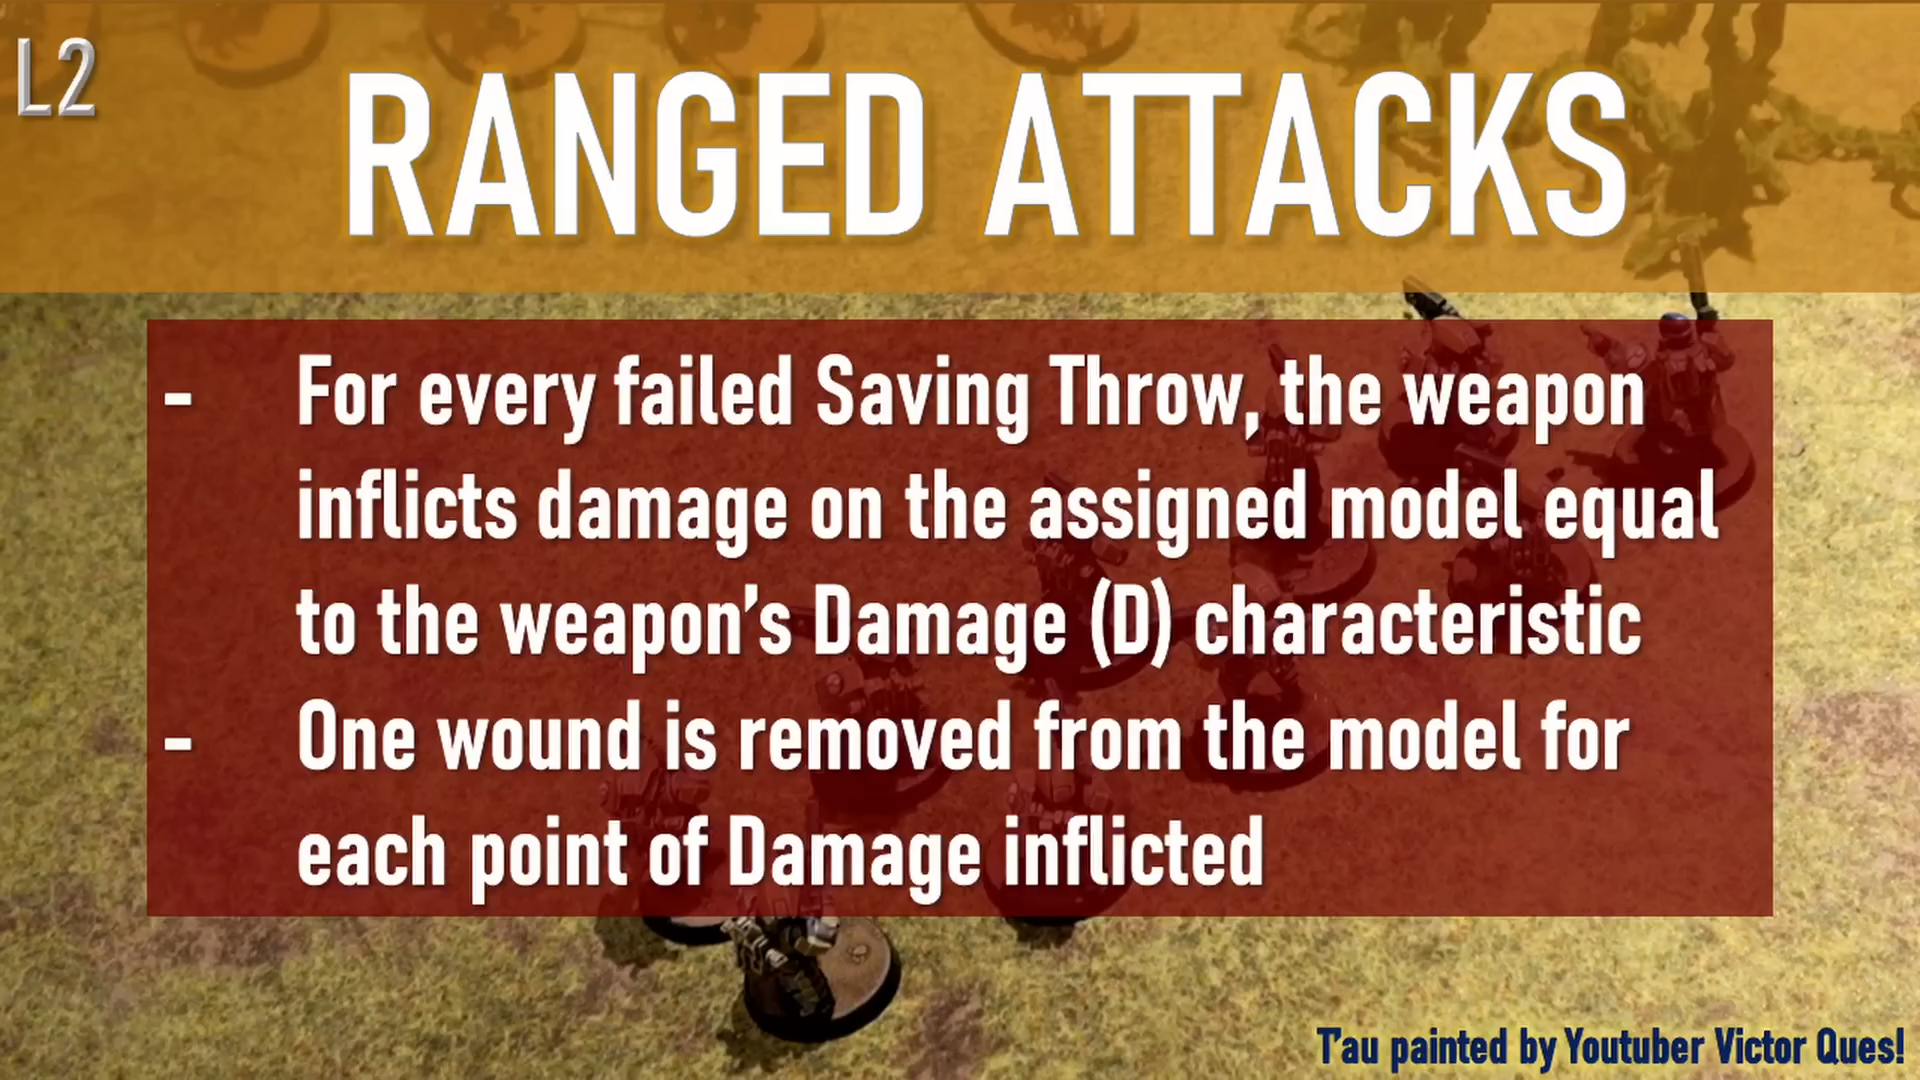 L2
RANGED ATTACKS
- For every failed Saving Throw, the weapon
inflicts damage on the assigned model equal
to the weapon's Damage (D) characteristic
- One wound is removed from the model for
each point of Damage inflicted
T'au painted by Youtuber Victor Ques!